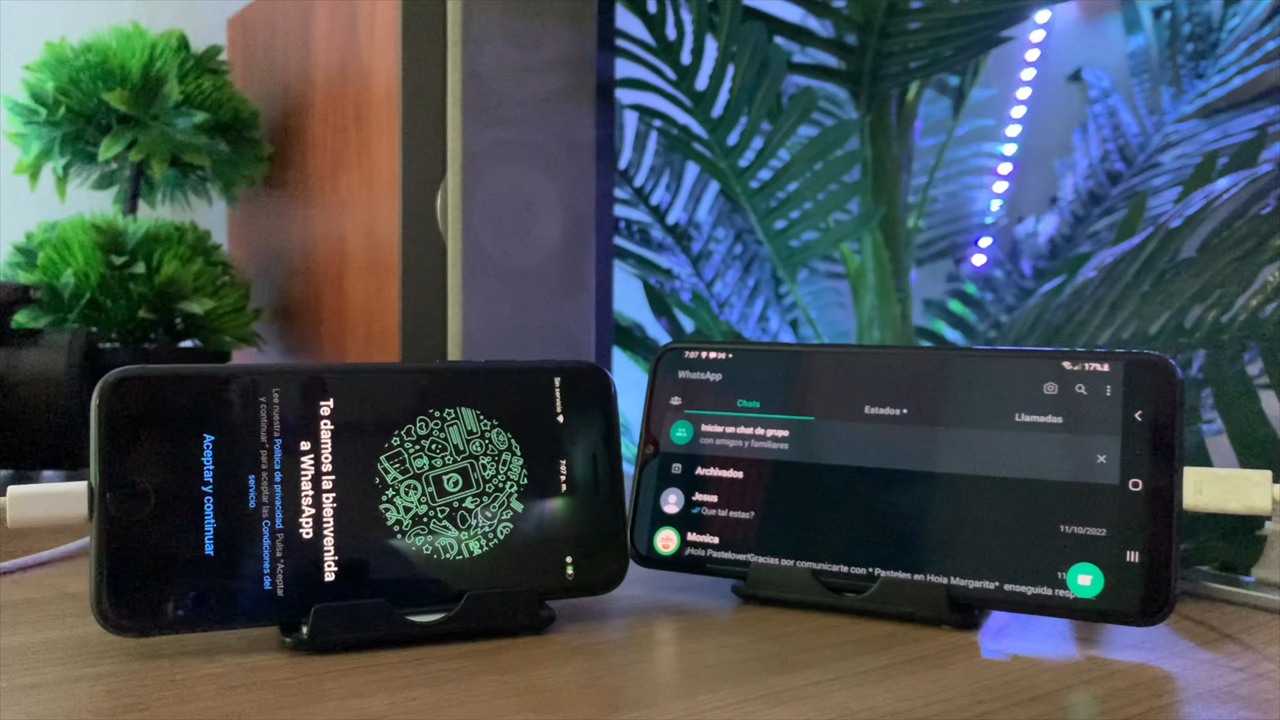 Sin servicio
7:07 p. m.
Te damos la bienvenida
a WhatsApp
Lee nuestra Política de privacidad. Pulsa "Aceptar
y continuar" para aceptar las Condiciones del
servicio.
Aceptar y continuar
7:07
17%
WhatsApp
Chats
Estados
Llamadas
Iniciar un chat de grupo
con amigos y familiares
Archivados
Jesus
Que tal estas?
11/10/2022
Monica
11
¡Hola Pastelover!Gracias por comunicarte con * Pasteles en Hoja Margarita* enseguida resp